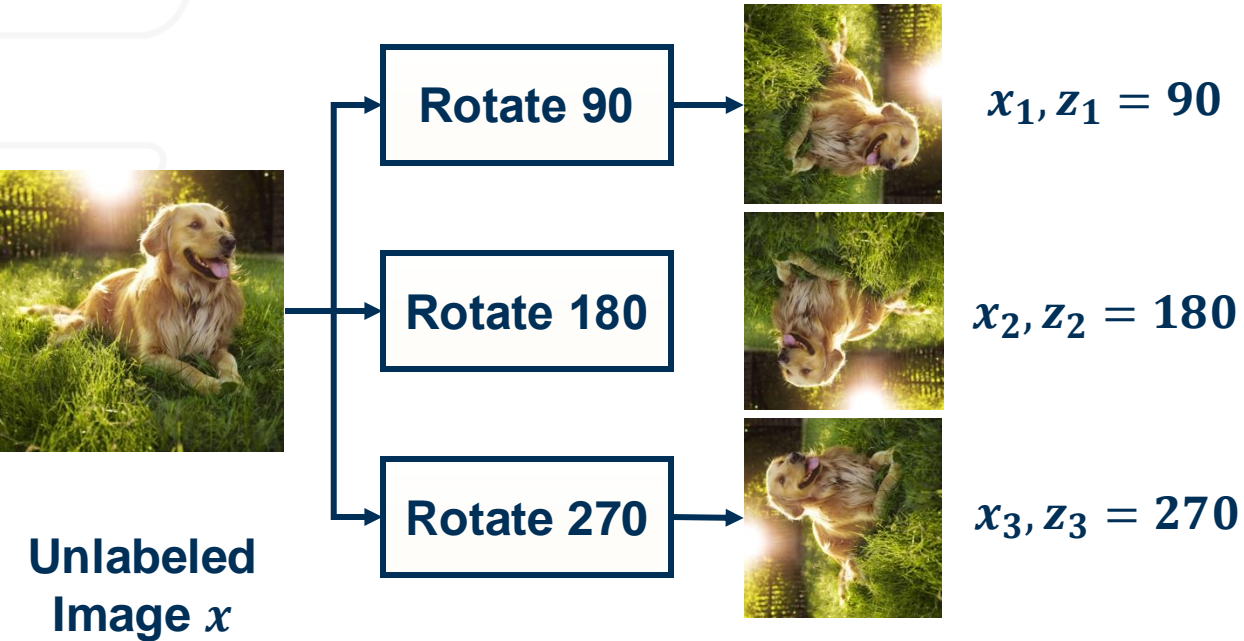 Rotate 90
x₁, z₁ = 90
Rotate 180
x₂, z₂ = 180
Rotate 270
x₃, z₃ = 270
Unlabeled
Image x